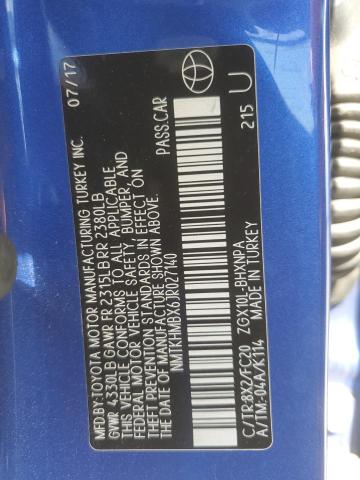 MFD.BY:TOYOTA MOTOR MANUFACTURING TURKEY INC. 07/17
GVWR 4330LB GAWR FR 2315LB RR 2380LB
THIS VEHICLE CONFORMS TO ALL APPLICABLE
FEDERAL MOTOR VEHICLE SAFETY, BUMPER, AND
THEFT PREVENTION STANDARDS IN EFFECT ON
THE DATE OF MANUFACTURE SHOWN ABOVE.
NMTKHMBX6JR027140 PASS.CAR
C/TR:8X2/FC20 ZGX10L-BHXNPA 215 U
A/TM:-04A/K114 MADE IN TURKEY